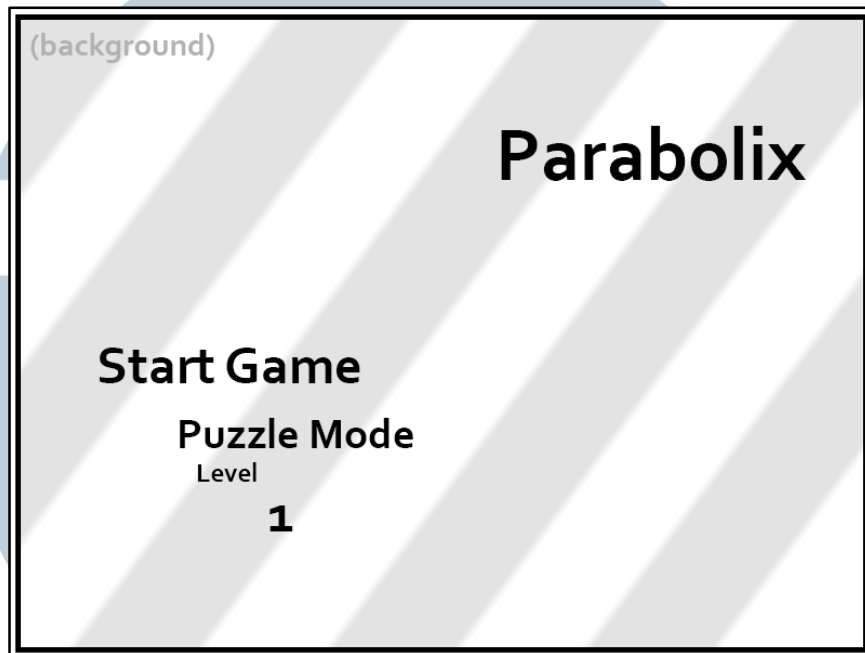 (background)
Parabolix
Start Game
Puzzle Mode
Level
1